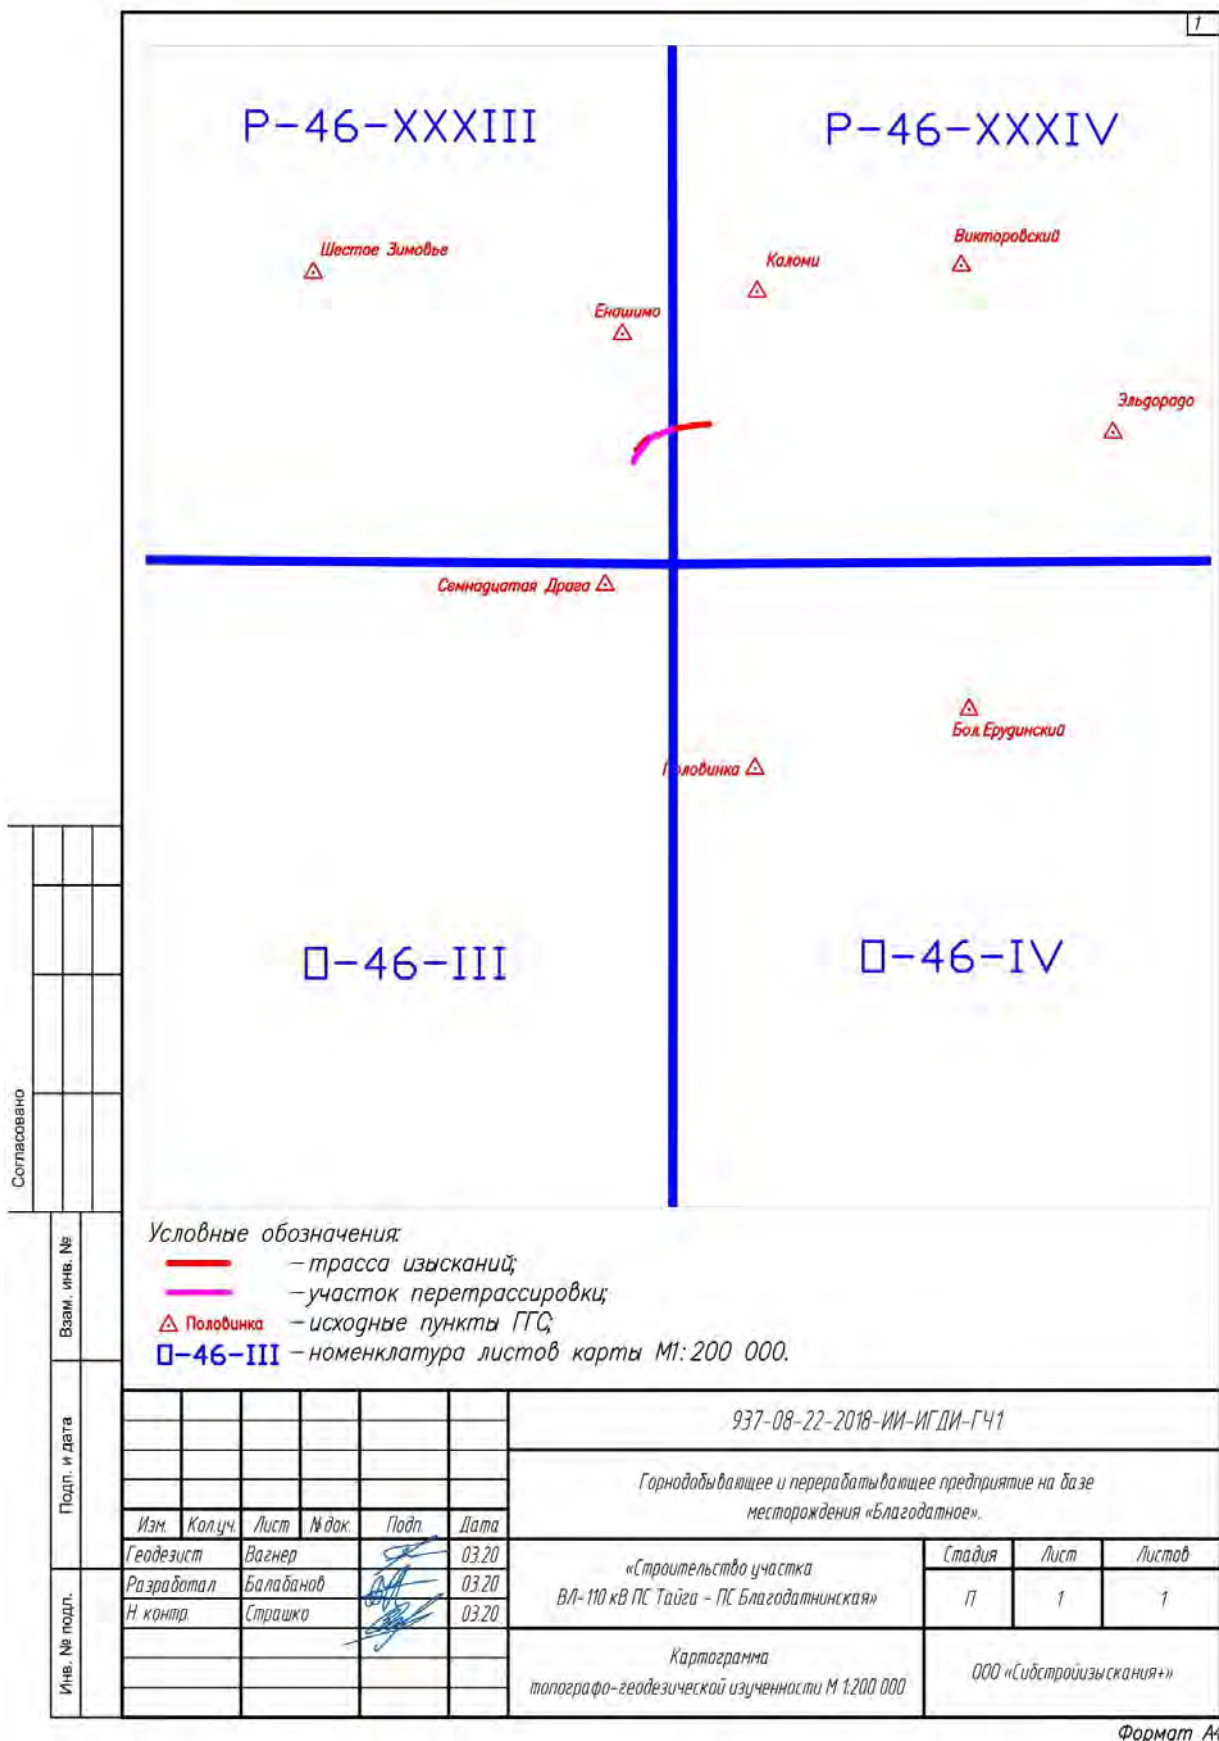 1
P-46-XXXIII
P-46-XXXIV
Шестое Зимовье
Викторовский
Каломи
Енашимо
Эльдорадо
Семнадцатая Драга
Бол.Ерудинский
Половинка
О-46-III
О-46-IV
Согласовано
Взам. инв. №
Подп. и дата
Инв. № подл.
Условные обозначения:
– трасса изысканий;
– участок перетрассировки;
Половинка – исходные пункты ГГС;
О-46-III – номенклатура листов карты М1: 200 000.
937-08-22-2018-ИИ-ИГДИ-ГЧ1
Горнодобывающее и перерабатывающее предприятие на базе
месторождения «Благодатное».
Изм. Кол.уч. Лист № док. Подп. Дата
Геодезист Вагнер 03.20
Разработал Балабанов 03.20
Н контр. Страшко 03.20
«Строительство участка
ВЛ-110 кВ ПС Тайга – ПС Благодатнинская»
Стадия Лист Листов
П 1 1
Картограмма
топографо-геодезической изученности М 1:200 000
ООО «Сибстройизыскания+»
Формат А4